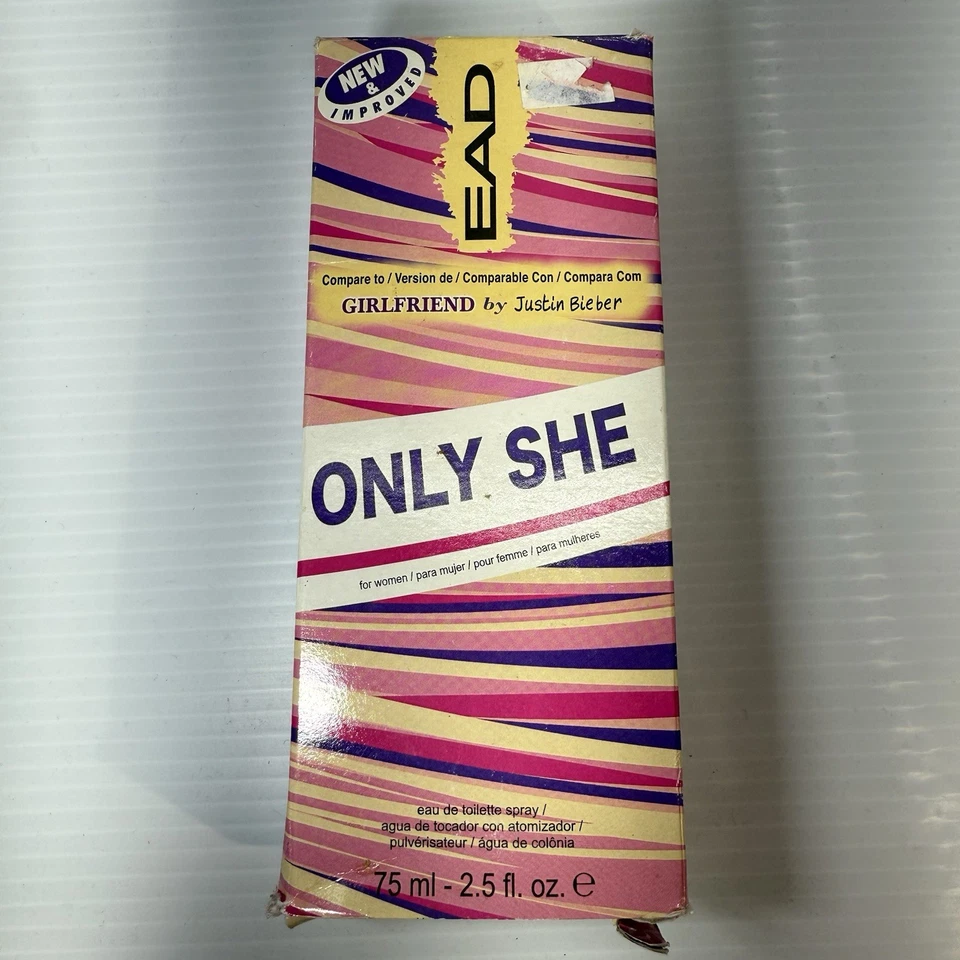 NEW
&
IMPROVED
EAD
Compare to / Version de / Comparable Con / Compara Com
GIRLFRIEND by Justin Bieber
ONLY SHE
for women / para mujer / pour femme / para mulheres
eau de toilette spray /
agua de tocador con atomizador /
pulvérisateur / água de colônia
75 ml - 2.5 fl. oz. ℮